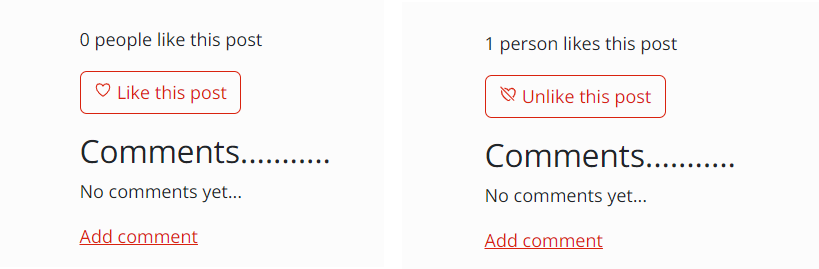 0 people like this post
Like this post
Comments...........
No comments yet...
Add comment
1 person likes this post
Unlike this post
Comments...........
No comments yet...
Add comment